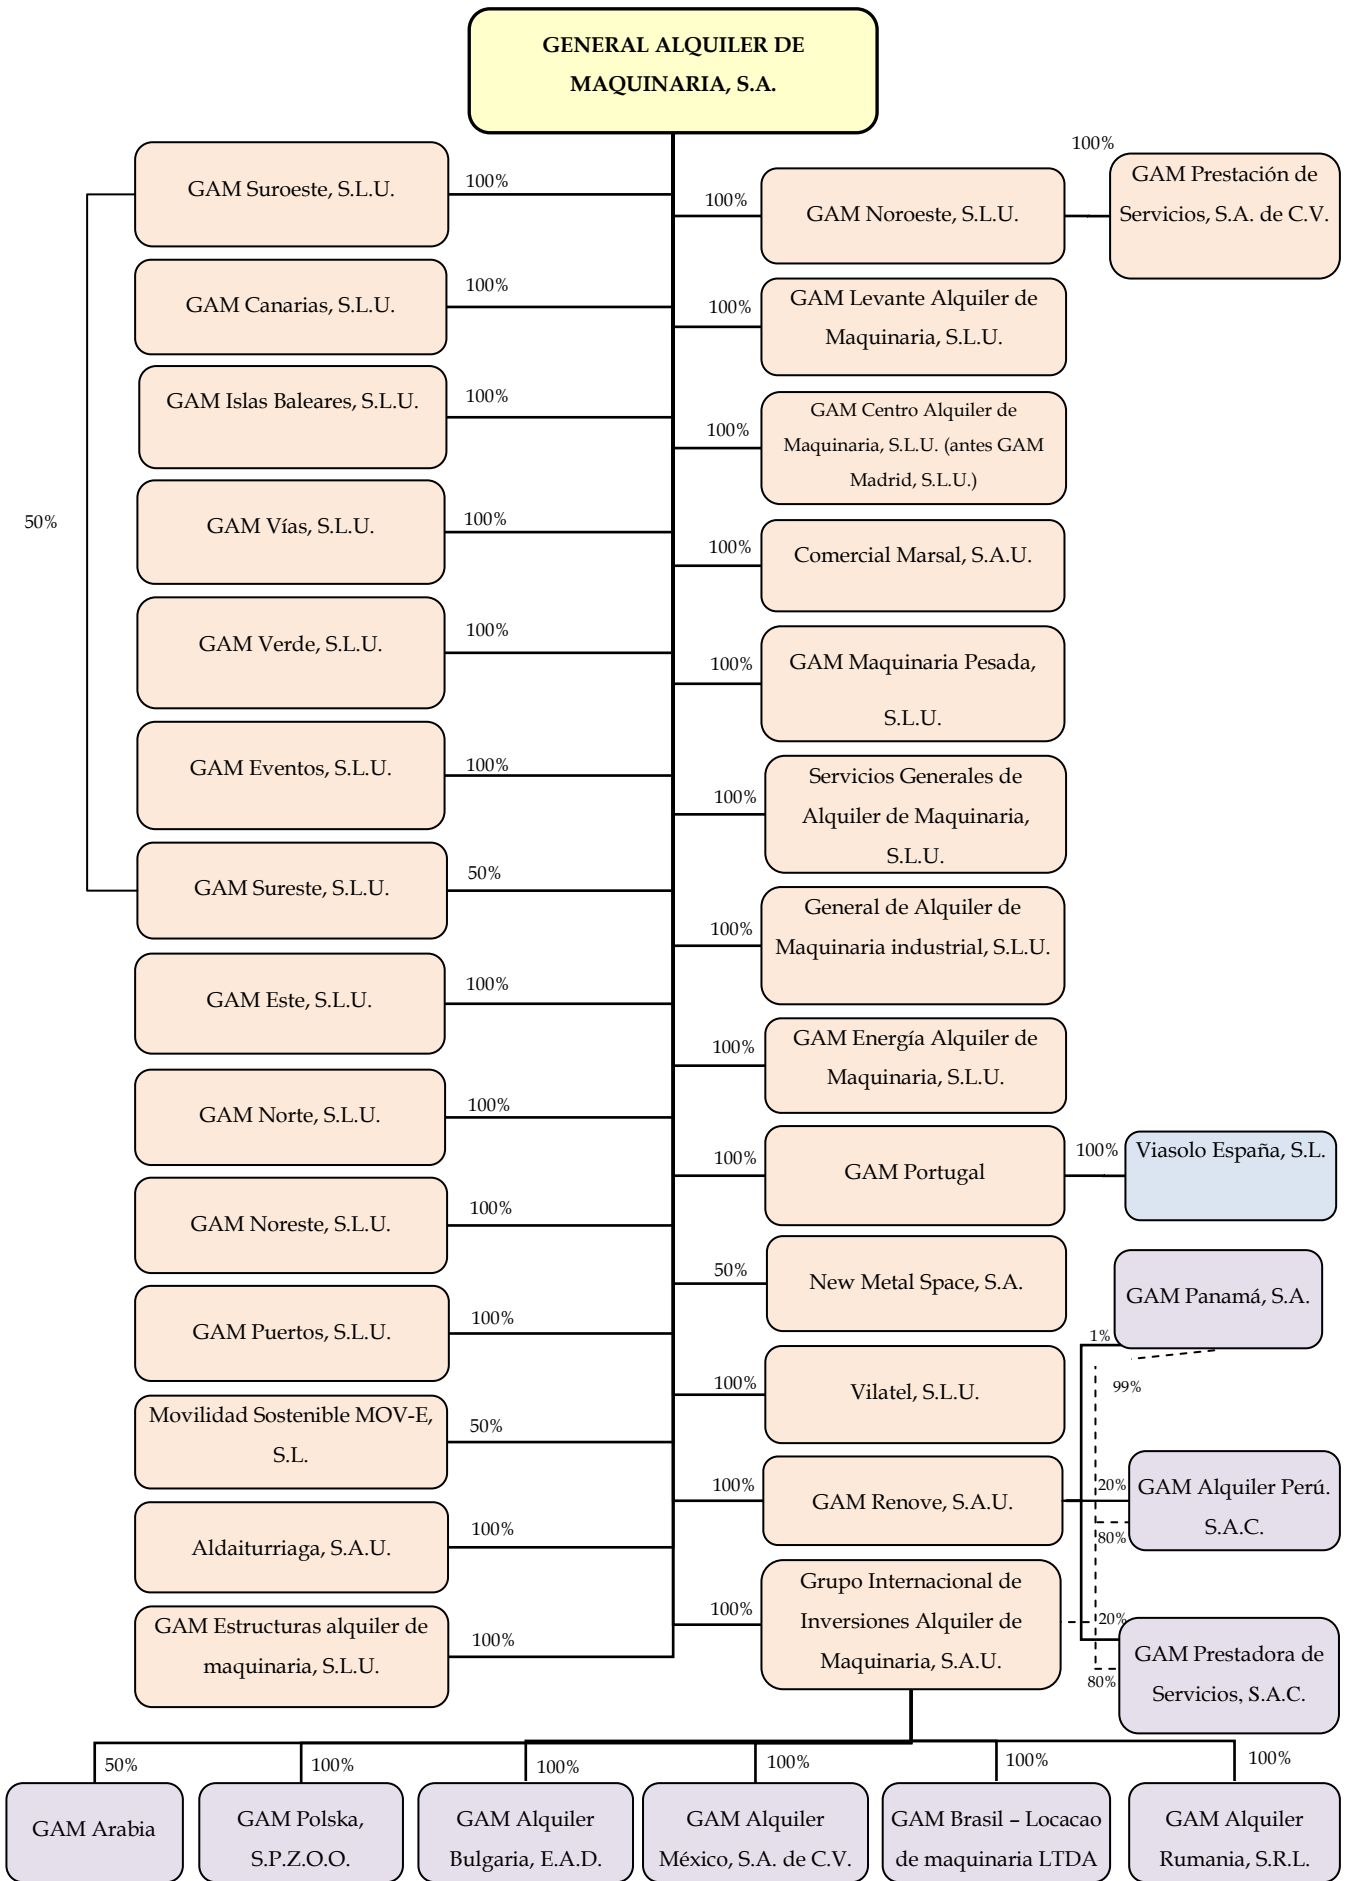 GENERAL ALQUILER DE
MAQUINARIA, S.A.
GAM Suroeste, S.L.U.
100%
100%
GAM Noroeste, S.L.U.
100%
GAM Prestación de
Servicios, S.A. de C.V.
GAM Canarias, S.L.U.
100%
100%
GAM Levante Alquiler de
Maquinaria, S.L.U.
GAM Islas Baleares, S.L.U.
100%
100%
GAM Centro Alquiler de
Maquinaria, S.L.U. (antes GAM
Madrid, S.L.U.)
50%
GAM Vías, S.L.U.
100%
100%
Comercial Marsal, S.A.U.
GAM Verde, S.L.U.
100%
100%
GAM Maquinaria Pesada,
S.L.U.
GAM Eventos, S.L.U.
100%
100%
Servicios Generales de
Alquiler de Maquinaria,
S.L.U.
GAM Sureste, S.L.U.
50%
100%
General de Alquiler de
Maquinaria industrial, S.L.U.
GAM Este, S.L.U.
100%
100%
GAM Energía Alquiler de
Maquinaria, S.L.U.
GAM Norte, S.L.U.
100%
100%
GAM Portugal
100%
Viasolo España, S.L.
GAM Noreste, S.L.U.
100%
50%
New Metal Space, S.A.
GAM Panamá, S.A.
1%
99%
GAM Puertos, S.L.U.
100%
100%
Vilatel, S.L.U.
Movilidad Sostenible MOV-E,
S.L.
50%
100%
GAM Renove, S.A.U.
20%
80%
GAM Alquiler Perú.
S.A.C.
Aldaiturriaga, S.A.U.
100%
100%
Grupo Internacional de
Inversiones Alquiler de
Maquinaria, S.A.U.
20%
80%
GAM Prestadora de
Servicios, S.A.C.
GAM Estructuras alquiler de
maquinaria, S.L.U.
100%
50%
100%
100%
100%
100%
100%
GAM Arabia
GAM Polska,
S.P.Z.O.O.
GAM Alquiler
Bulgaria, E.A.D.
GAM Alquiler
México, S.A. de C.V.
GAM Brasil – Locacao
de maquinaria LTDA
GAM Alquiler
Rumania, S.R.L.